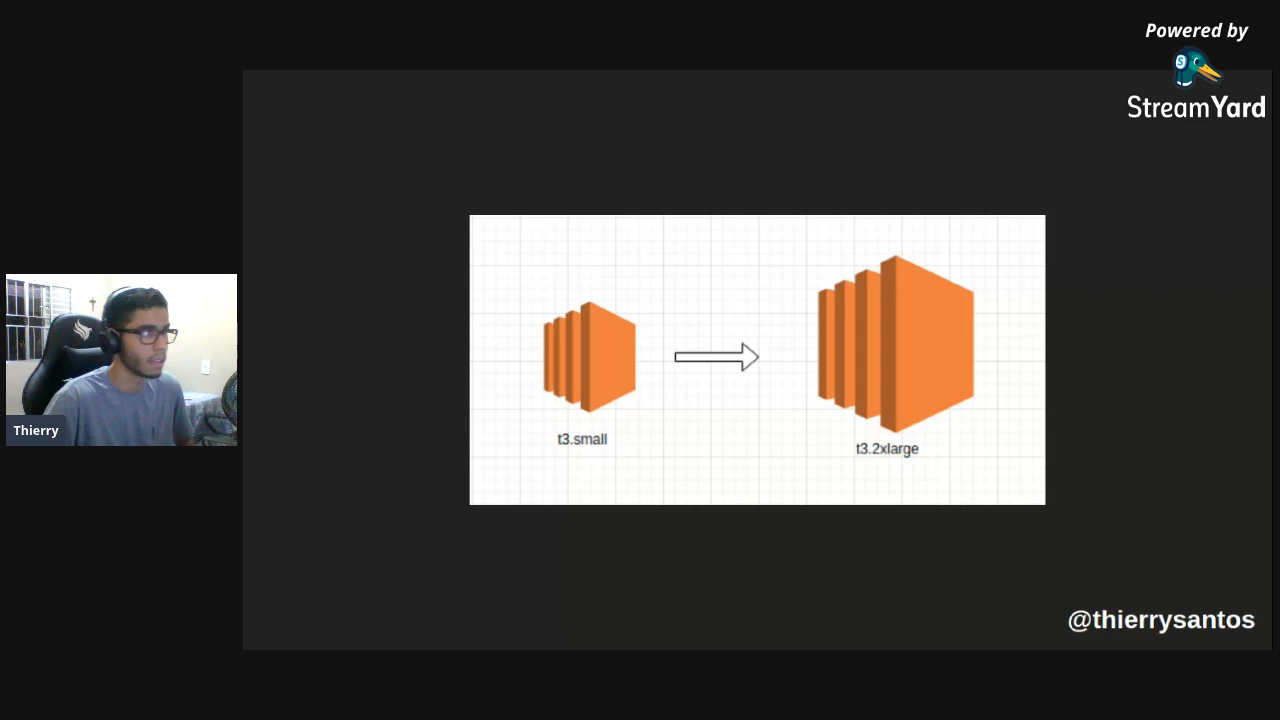 Powered by
StreamYard
Thierry
t3.small
t3.2xlarge
@thierrysantos